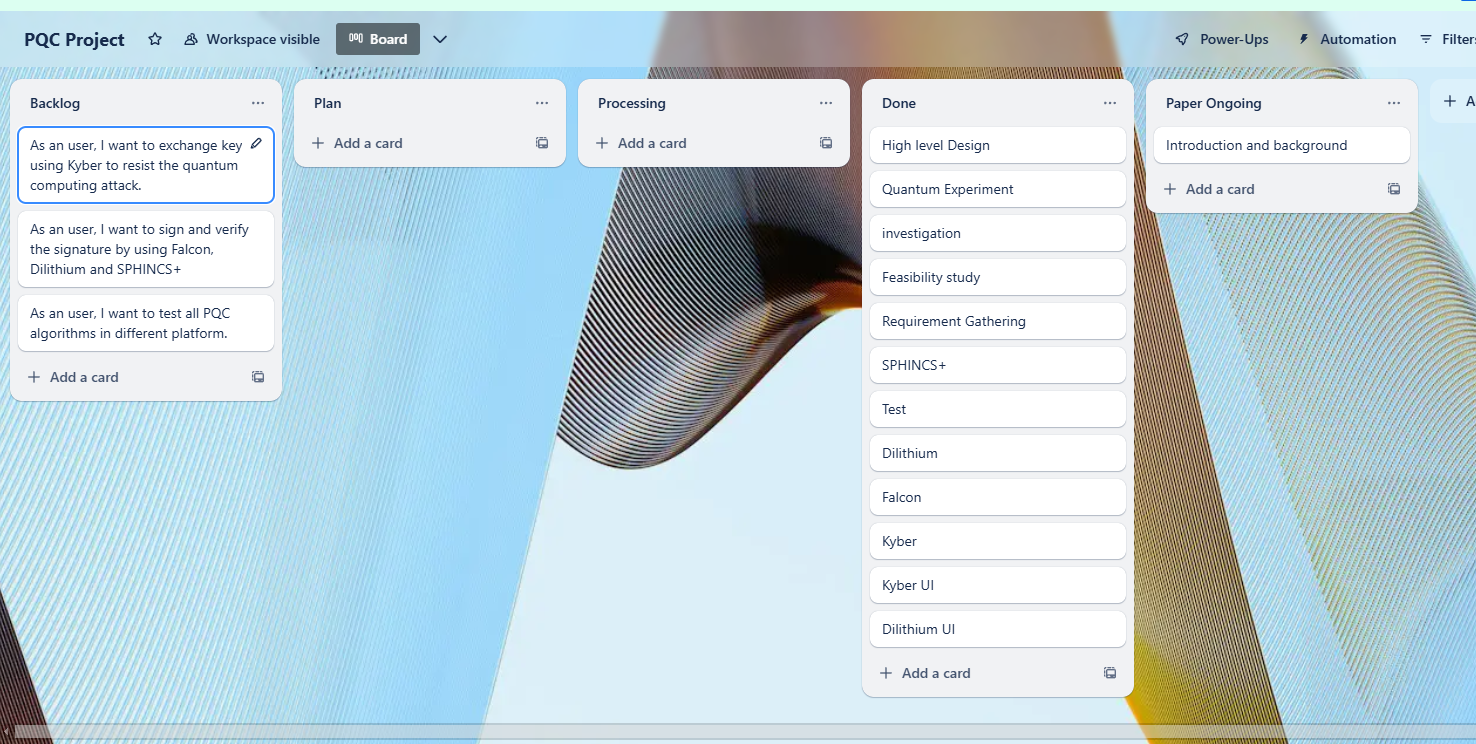 PQC Project
Workspace visible
Board
Power-Ups
Automation
Filters
Backlog
As an user, I want to exchange key
using Kyber to resist the quantum
computing attack.
As an user, I want to sign and verify
the signature by using Falcon,
Dilithium and SPHINCS+
As an user, I want to test all PQC
algorithms in different platform.
+ Add a card
Plan
+ Add a card
Processing
+ Add a card
Done
High level Design
Quantum Experiment
investigation
Feasibility study
Requirement Gathering
SPHINCS+
Test
Dilithium
Falcon
Kyber
Kyber UI
Dilithium UI
+ Add a card
Paper Ongoing
Introduction and background
+ Add a card